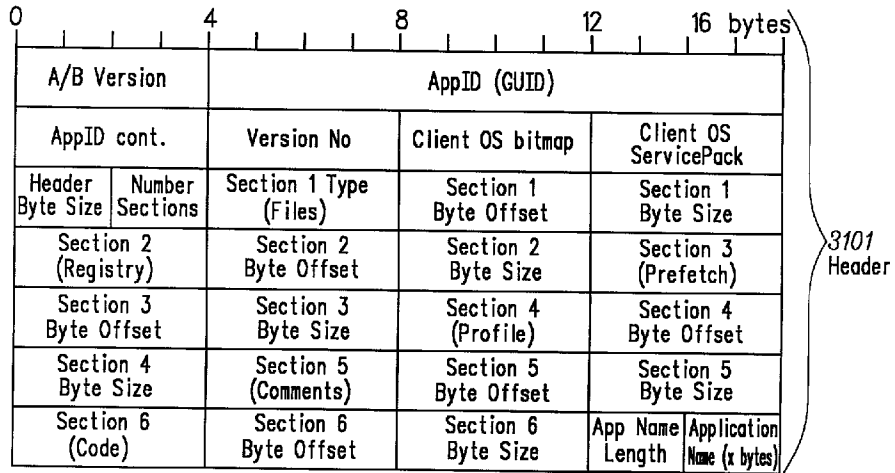 0 4 8 12 16 bytes
A/B Version AppID (GUID)
AppID cont. Version No Client OS bitmap Client OS
ServicePack
Header Number Section 1 Type Section 1 Section 1
Byte Size Sections (Files) Byte Offset Byte Size
Section 2 Section 2 Section 2 Section 3
(Registry) Byte Offset Byte Size (Prefetch)
3101
Header
Section 3 Section 3 Section 4 Section 4
Byte Offset Byte Size (Profile) Byte Offset
Section 4 Section 5 Section 5 Section 5
Byte Size (Comments) Byte Offset Byte Size
Section 6 Section 6 Section 6 App Name Application
(Code) Byte Offset Byte Size Length Name (x bytes)